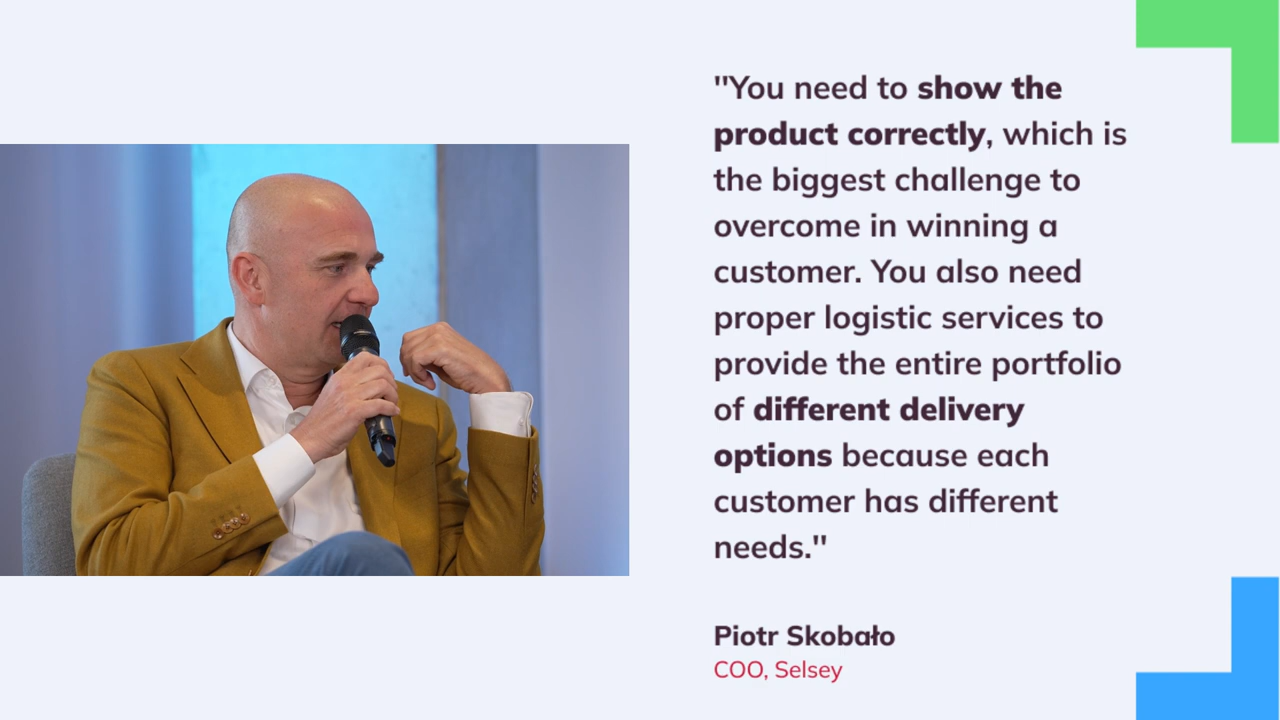 "You need to show the
product correctly, which is
the biggest challenge to
overcome in winning a
customer. You also need
proper logistic services to
provide the entire portfolio
of different delivery
options because each
customer has different
needs."
Piotr Skobało
COO, Selsey